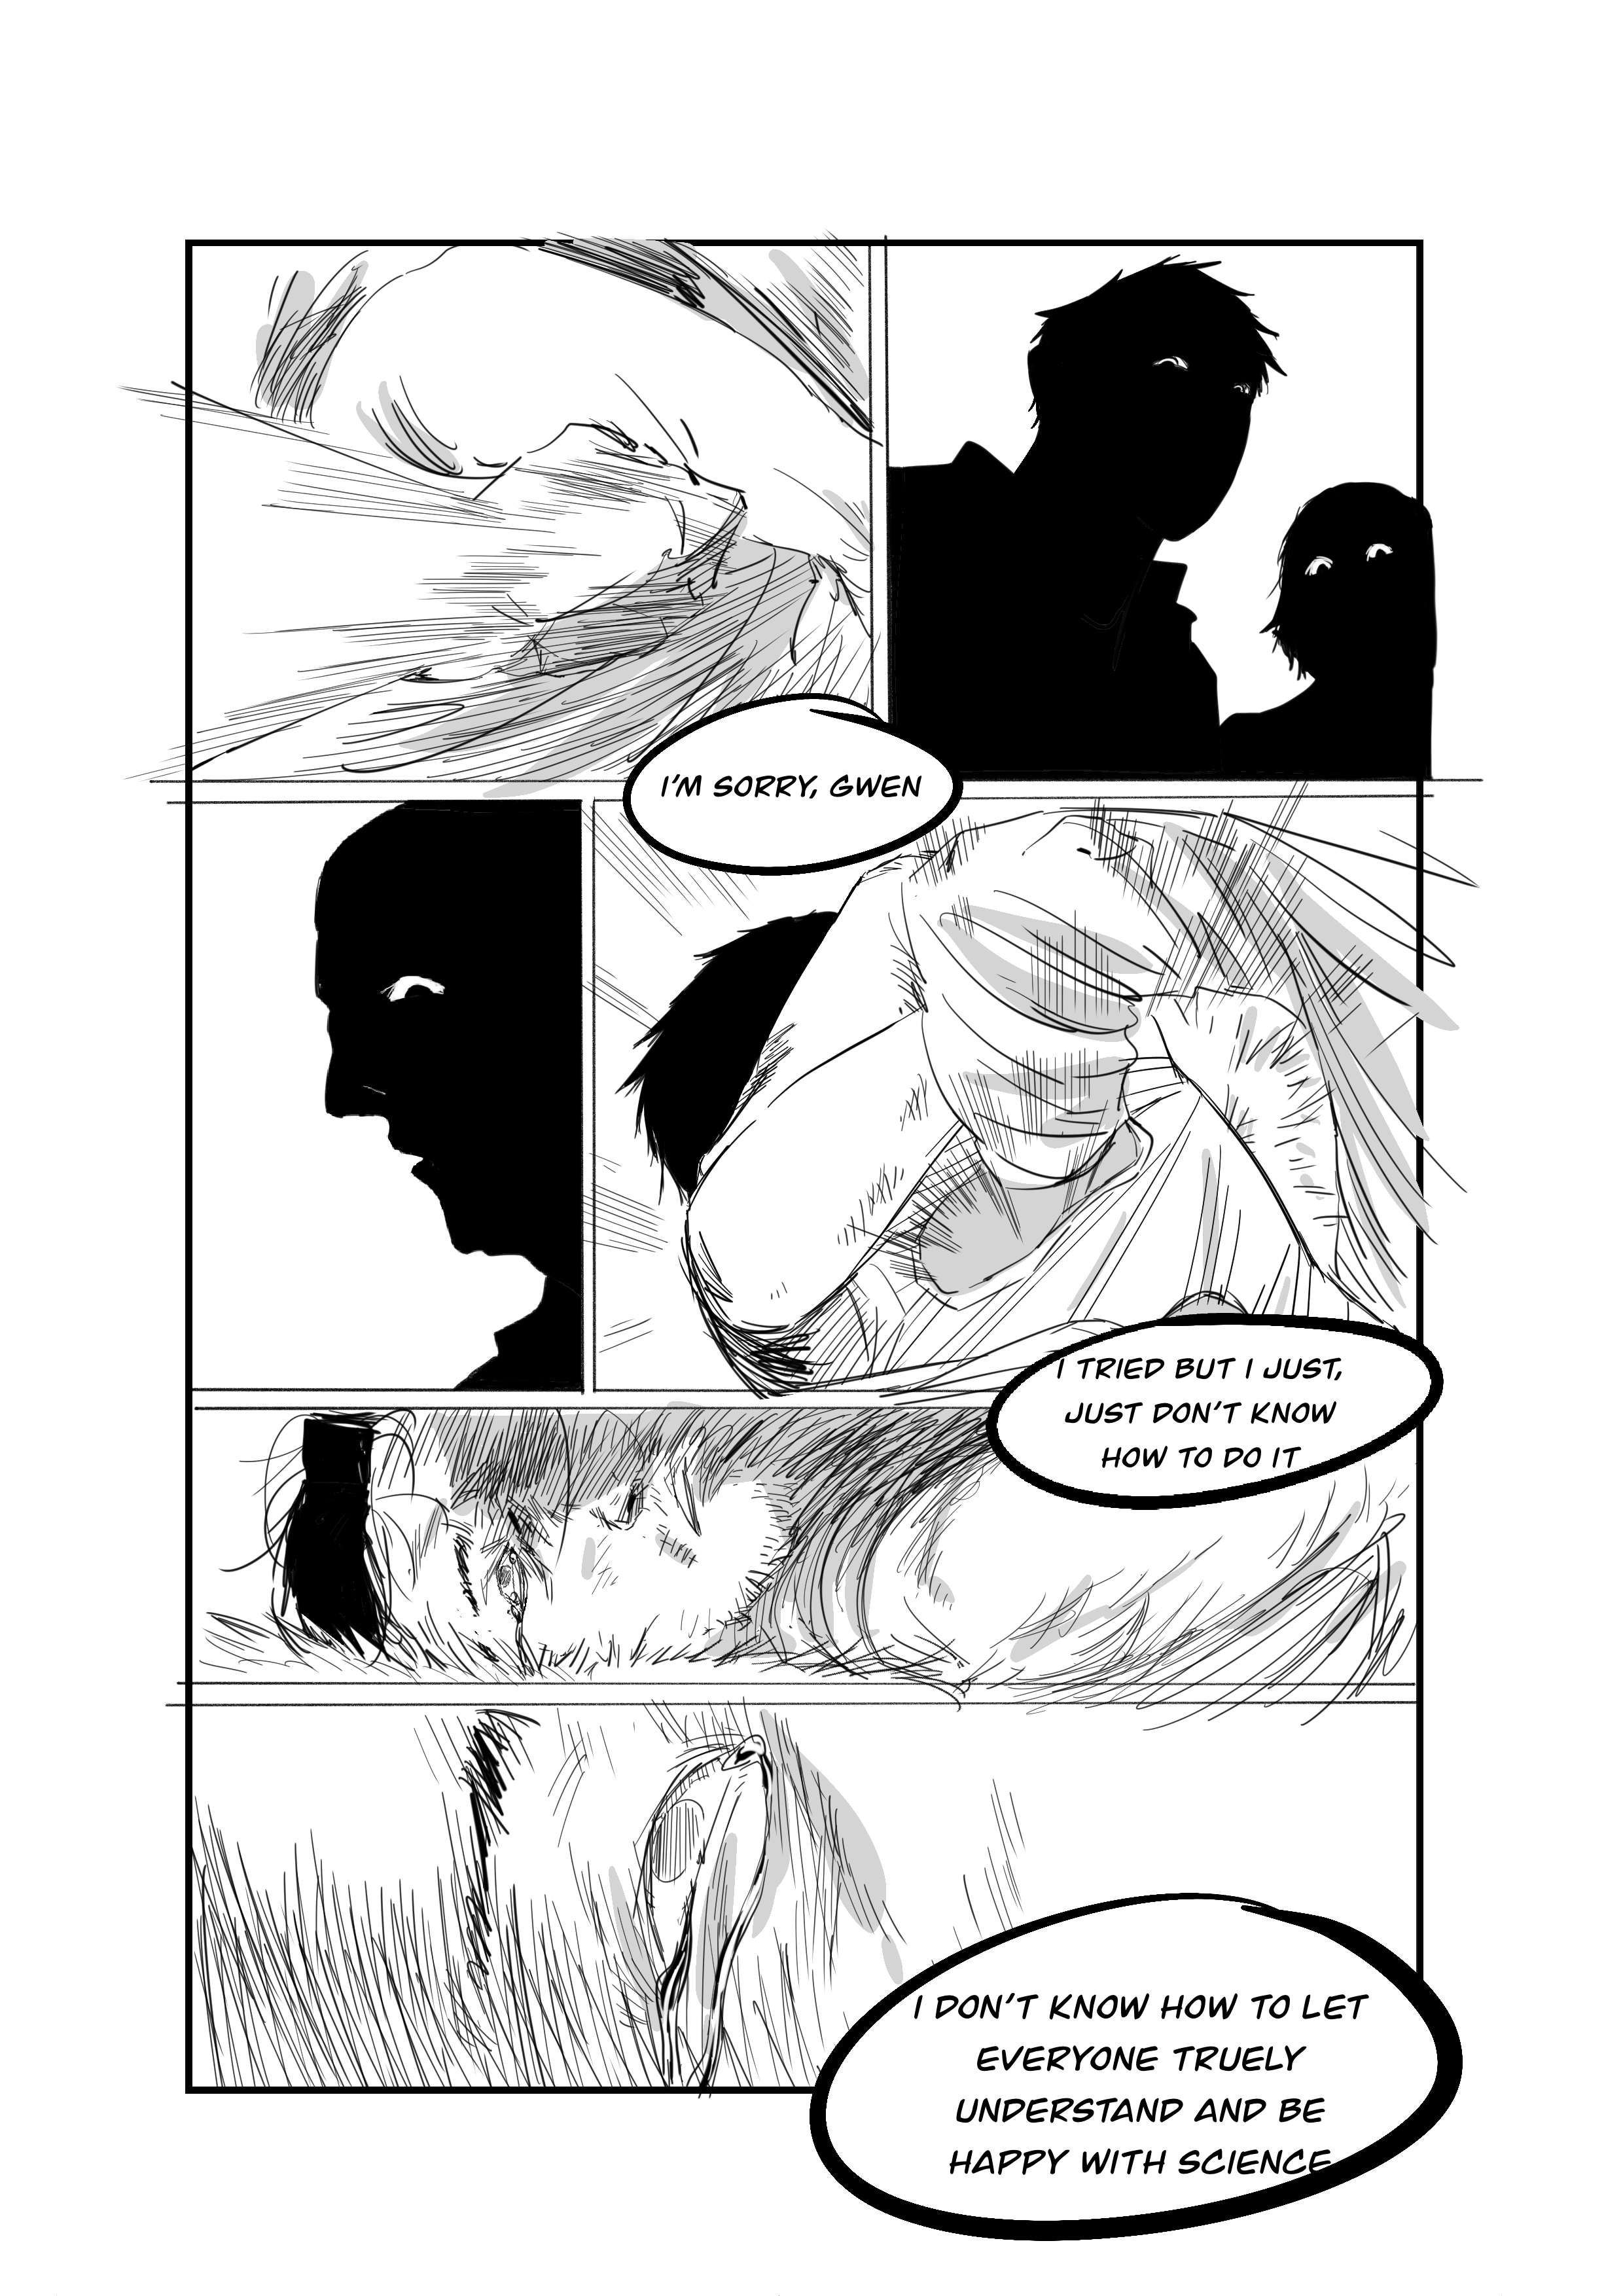 I'M SORRY, GWEN
I TRIED BUT I JUST,
JUST DON'T KNOW
HOW TO DO IT
I DON'T KNOW HOW TO LET
EVERYONE TRUELY
UNDERSTAND AND BE
HAPPY WITH SCIENCE